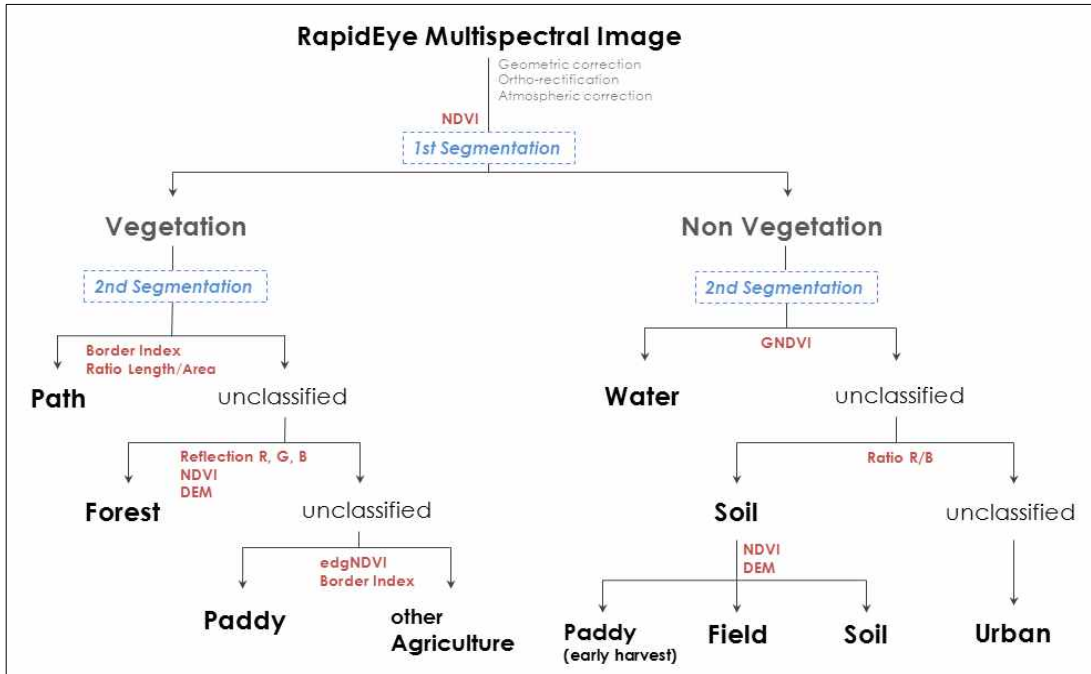 RapidEye Multispectral Image
Geometric correction
Ortho-rectification
Atmospheric correction
NDVI
1st Segmentation
Vegetation
Non Vegetation
2nd Segmentation
2nd Segmentation
Border Index
Ratio Length/Area
GNDVI
Path
unclassified
Water
unclassified
Reflection R, G, B
NDVI
DEM
Ratio R/B
Forest
unclassified
Soil
unclassified
edgNDVI
Border Index
NDVI
DEM
Paddy
other
Agriculture
Paddy
(early harvest)
Field
Soil
Urban